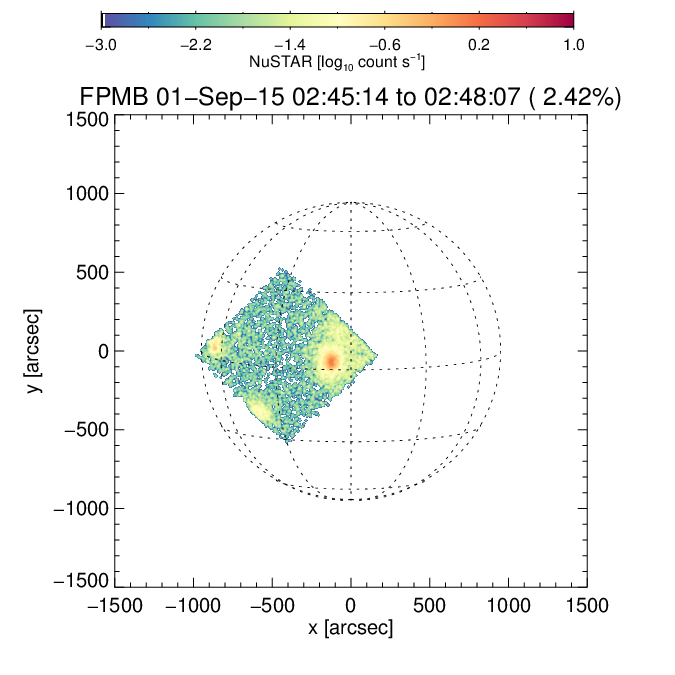 −3.0 −2.2 −1.4 −0.6 0.2 1.0
NuSTAR [log₁₀ count s⁻¹]
FPMB 01−Sep−15 02:45:14 to 02:48:07 ( 2.42%)
1500
1000
500
0
−500
−1000
−1500
y [arcsec]
−1500 −1000 −500 0 500 1000 1500
x [arcsec]